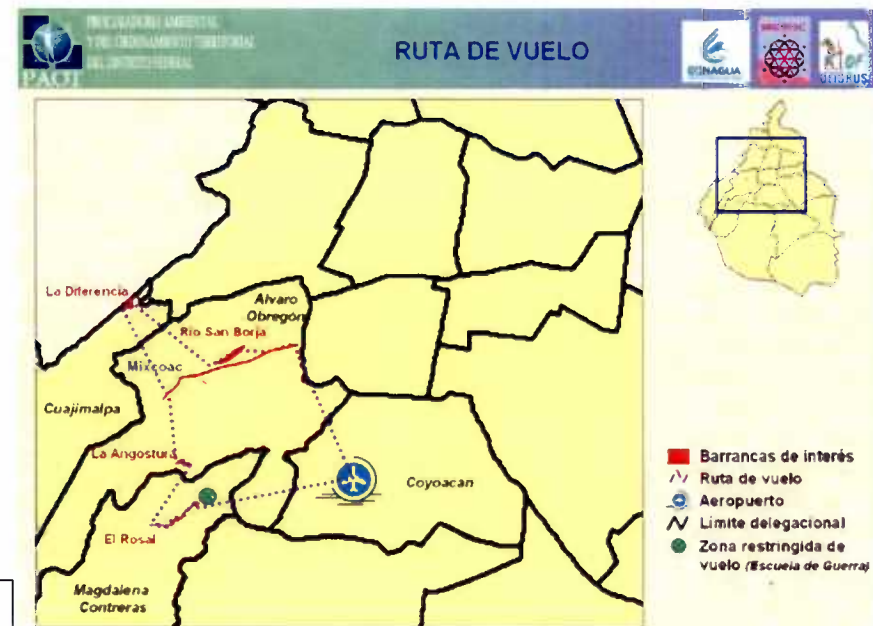 PROCURADURÍA AMBIENTAL
Y DEL ORDENAMIENTO TERRITORIAL
DEL DISTRITO FEDERAL
PAOT
RUTA DE VUELO
CONAGUA
La Diferencia
Alvaro
Obregón
Río San Borja
Mixcoac
Cuajimalpa
La Angostura
Coyoacan
El Rosal
Magdalena
Contreras
Barrancas de interés
Ruta de vuelo
Aeropuerto
Límite delegacional
Zona restringida de
vuelo (Escuela de Guerra)